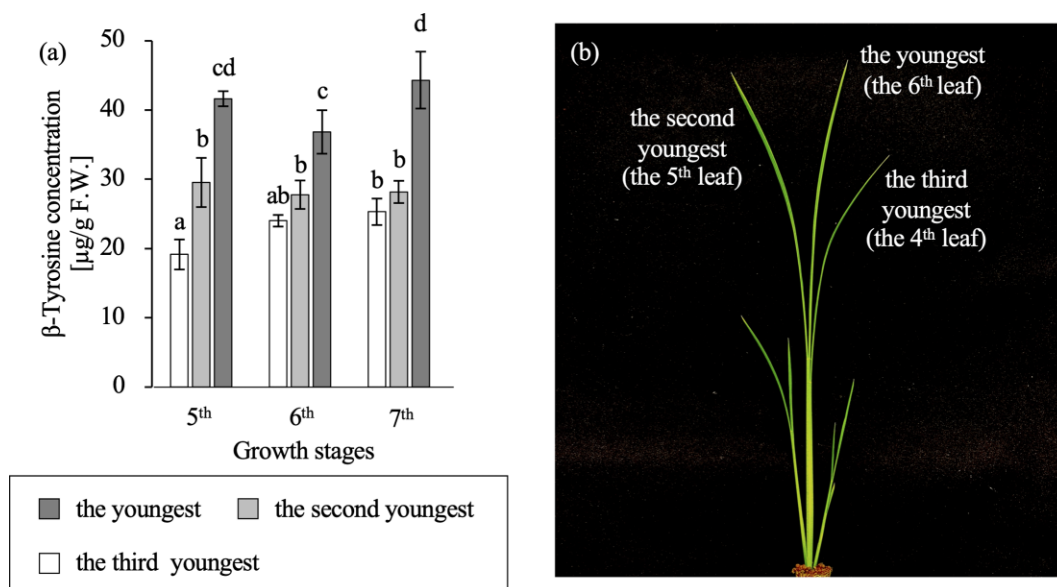 (a)
β-Tyrosine concentration
[μg/g F.W.]
50
40
30
20
10
0
a
b
cd
ab
b
c
b
b
d
5th
6th
7th
Growth stages
the youngest
the second youngest
the third youngest
(b)
the youngest
(the 6th leaf)
the second
youngest
(the 5th leaf)
the third
youngest
(the 4th leaf)